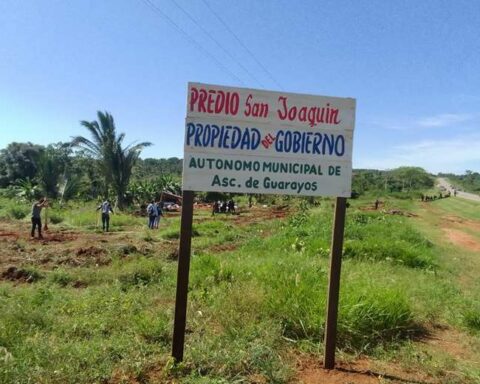 PREDIO San Joaquin
PROPIEDAD DEL GOBIERNO
AUTONOMO MUNICIPAL DE
Asc. de Guarayos